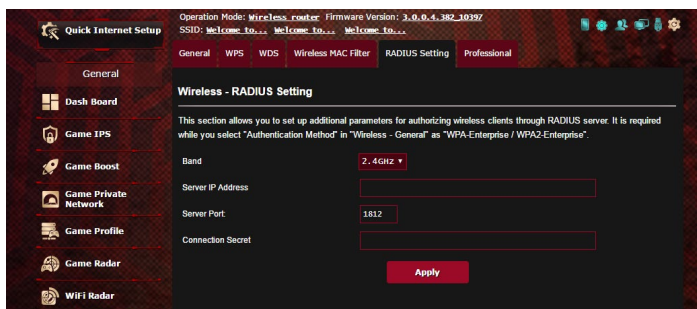 Quick Internet Setup
Operation Mode: Wireless router Firmware Version: 3.0.0.4.382_10397
SSID: Welcome to... Welcome to... Welcome to...
General WPS WDS Wireless MAC Filter RADIUS Setting Professional
General
Dash Board
Game IPS
Game Boost
Game Private
Network
Game Profile
Game Radar
WiFi Radar
Wireless - RADIUS Setting
This section allows you to set up additional parameters for authorizing wireless clients through RADIUS server. It is required
while you select "Authentication Method" in "Wireless - General" as "WPA-Enterprise / WPA2-Enterprise".
Band 2.4GHz
Server IP Address
Server Port: 1812
Connection Secret
Apply